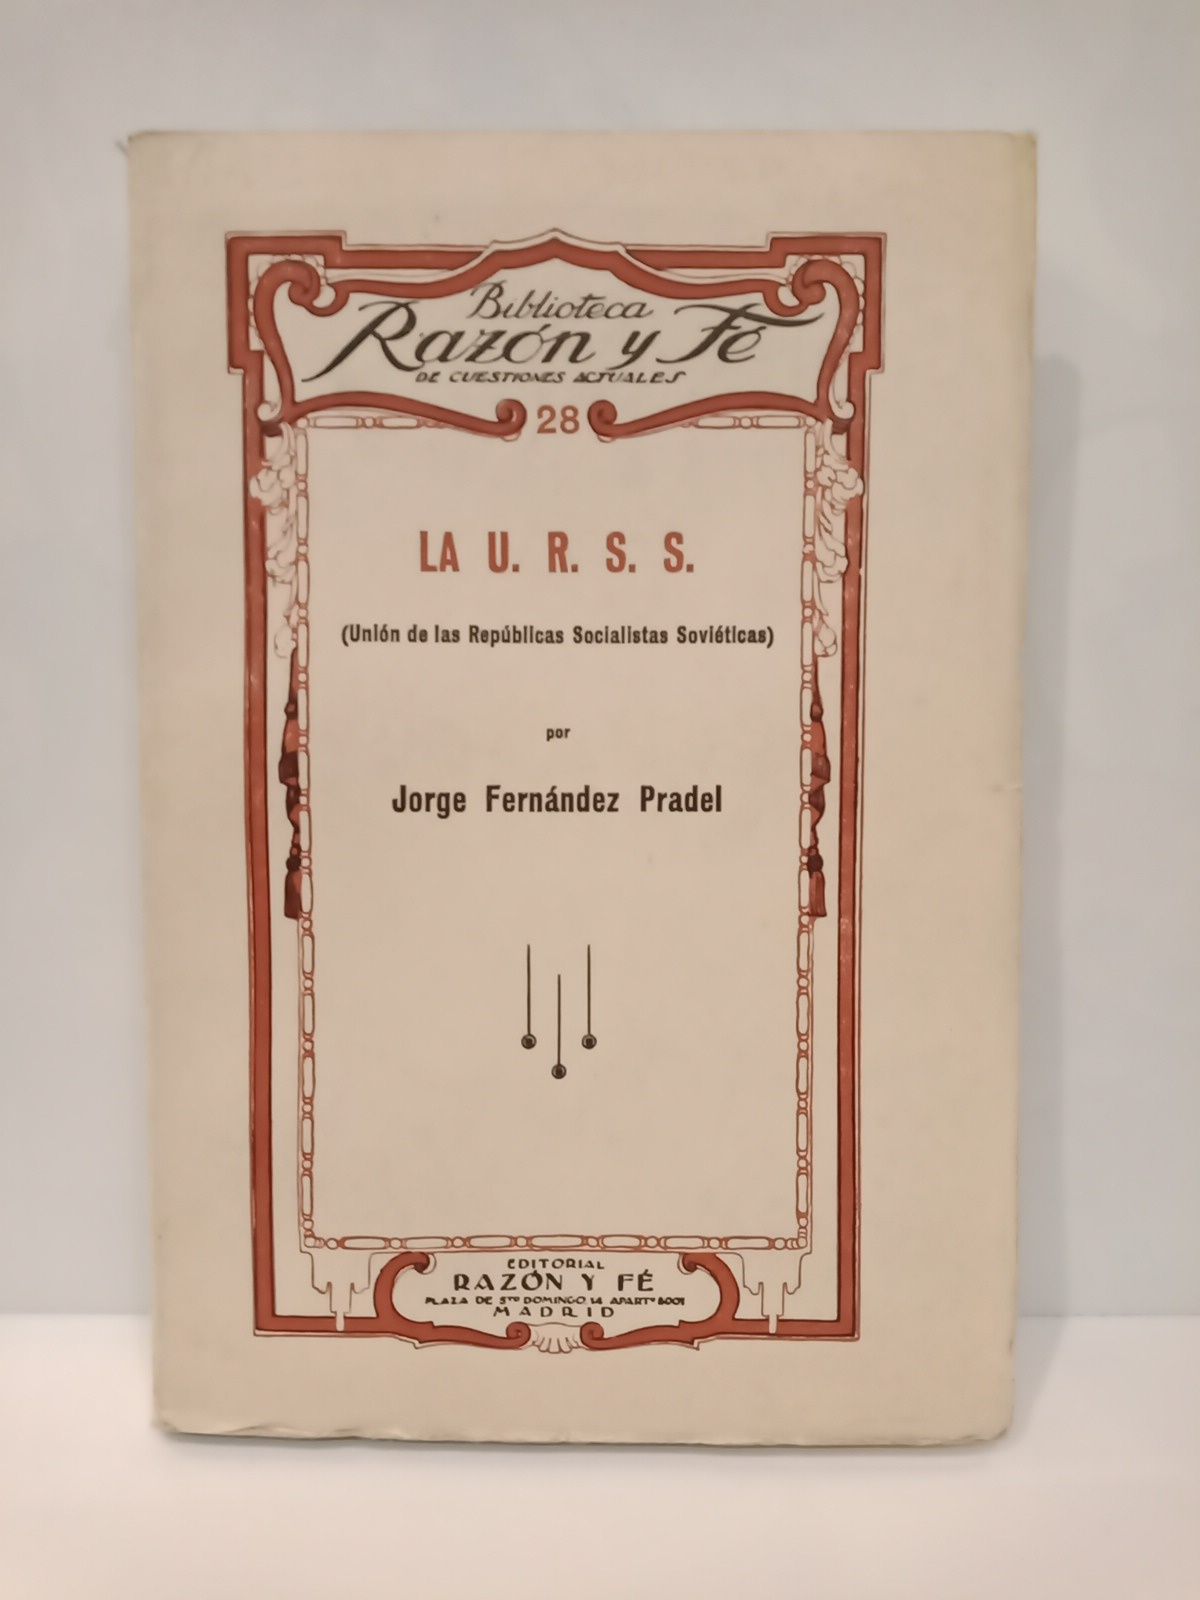 Biblioteca
Razón y Fé
DE CUESTIONES ACTUALES
28
LA U. R. S. S.
(Unión de las Repúblicas Socialistas Soviéticas)
por
Jorge Fernández Pradel
EDITORIAL
RAZÓN Y FÉ
PLAZA DE STO DOMINGO, 14 APARTO 8001
MADRID